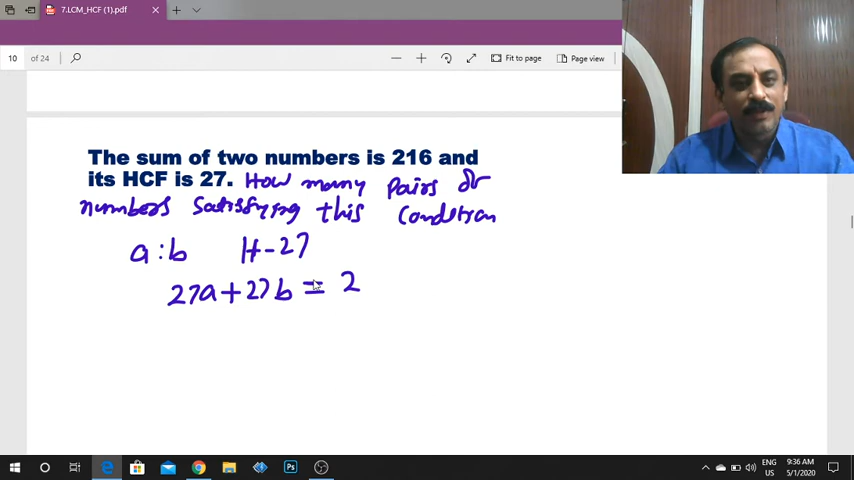 7.LCM_HCF (1).pdf
10 of 24 Fit to page Page view
The sum of two numbers is 216 and
its HCF is 27. How many pairs of
numbers satisfying this condition
a : b H - 27
27a + 27b = 2
ENG
US
9:36 AM
5/1/2020
Ps